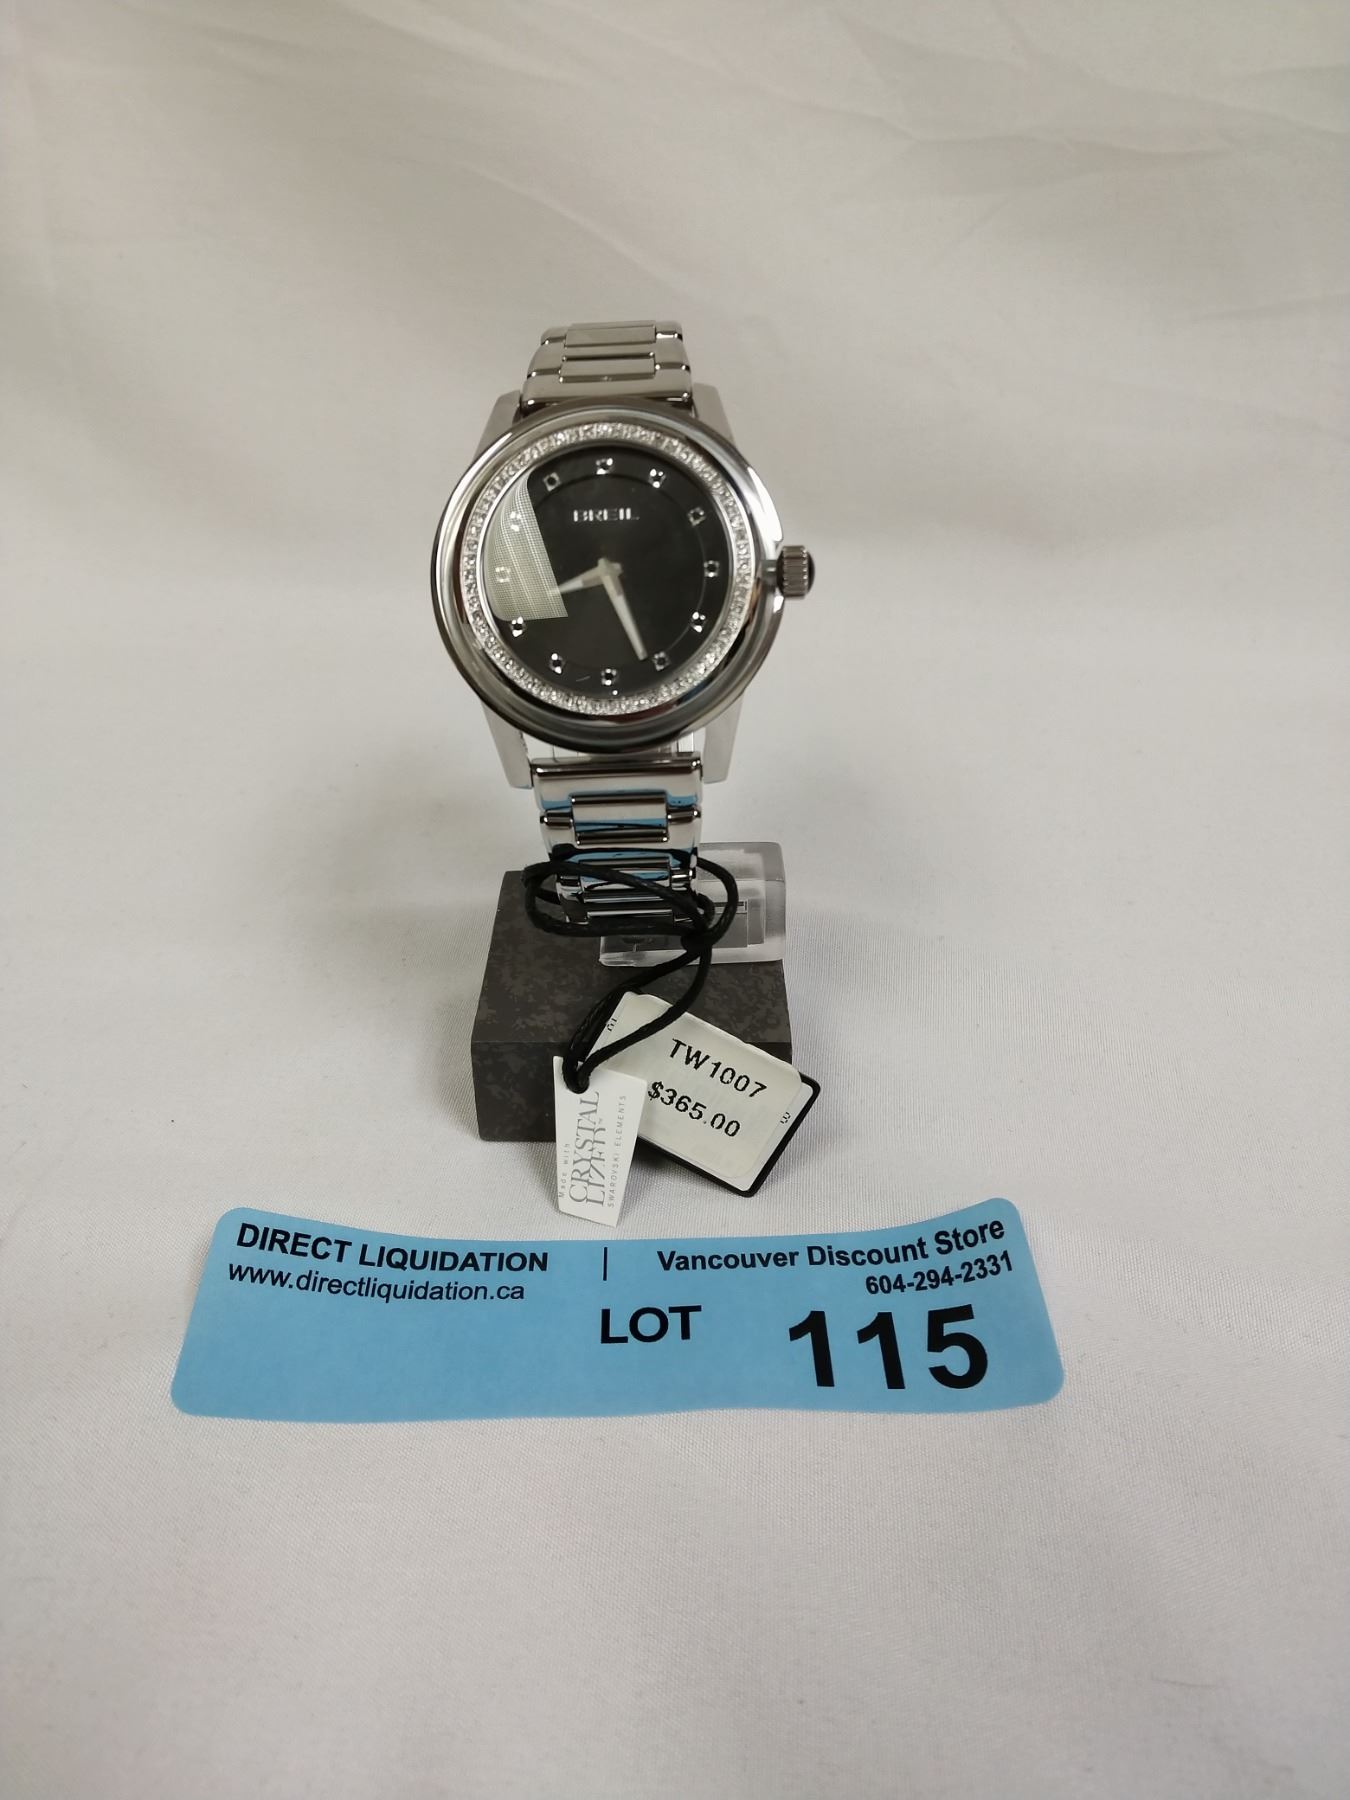 BREIL
TW1007
$365.00
Made with
CRYSTAL
LIZED
SWAROVSKI ELEMENTS
DIRECT LIQUIDATION | Vancouver Discount Store
www.directliquidation.ca 604-294-2331
LOT 115